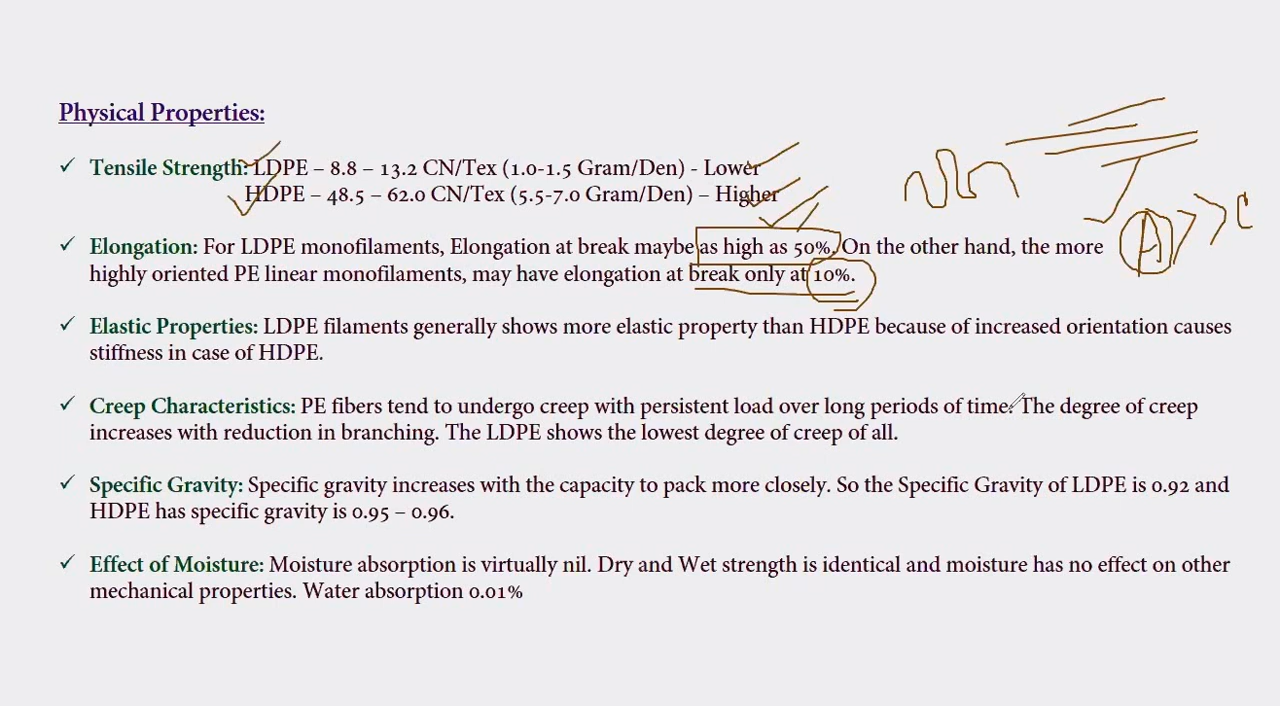 Physical Properties:
✓ Tensile Strength: LDPE – 8.8 – 13.2 CN/Tex (1.0-1.5 Gram/Den) - Lower
HDPE – 48.5 – 62.0 CN/Tex (5.5-7.0 Gram/Den) – Higher
✓ Elongation: For LDPE monofilaments, Elongation at break maybe as high as 50%. On the other hand, the more
highly oriented PE linear monofilaments, may have elongation at break only at 10%.
A >> C
✓ Elastic Properties: LDPE filaments generally shows more elastic property than HDPE because of increased orientation causes
stiffness in case of HDPE.
✓ Creep Characteristics: PE fibers tend to undergo creep with persistent load over long periods of time. The degree of creep
increases with reduction in branching. The LDPE shows the lowest degree of creep of all.
✓ Specific Gravity: Specific gravity increases with the capacity to pack more closely. So the Specific Gravity of LDPE is 0.92 and
HDPE has specific gravity is 0.95 – 0.96.
✓ Effect of Moisture: Moisture absorption is virtually nil. Dry and Wet strength is identical and moisture has no effect on other
mechanical properties. Water absorption 0.01%